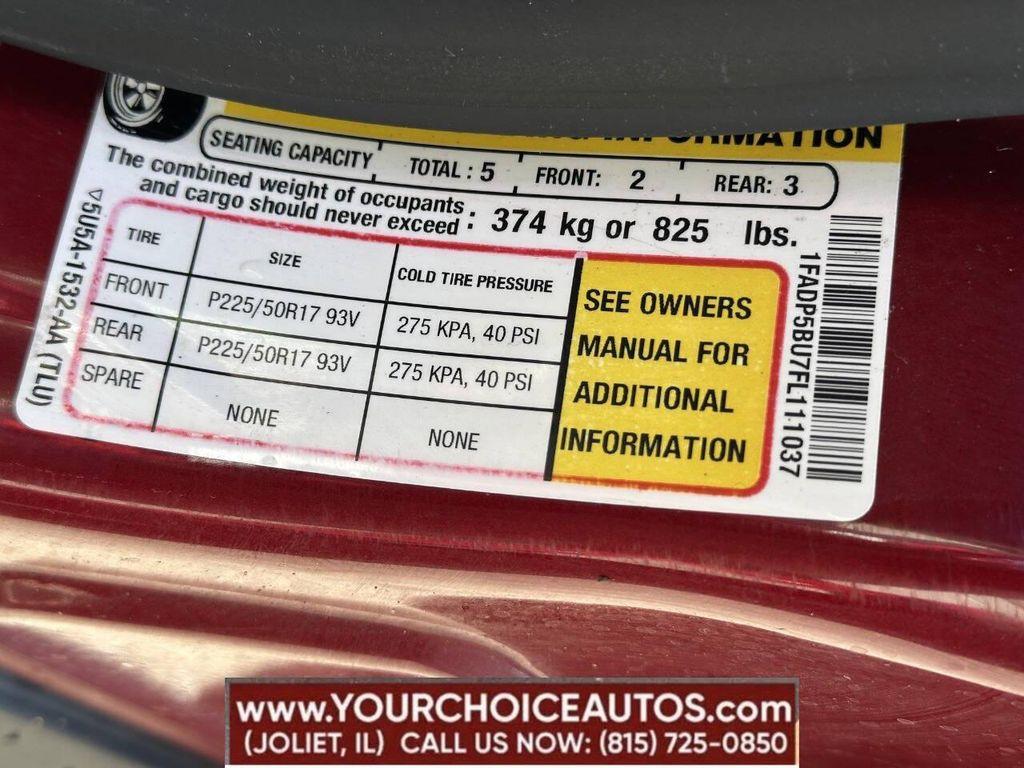 INFORMATION
SEATING CAPACITY TOTAL : 5 FRONT: 2 REAR: 3
The combined weight of occupants
and cargo should never exceed : 374 kg or 825 lbs.
TIRE SIZE COLD TIRE PRESSURE
FRONT P225/50R17 93V 275 KPA, 40 PSI
REAR P225/50R17 93V 275 KPA, 40 PSI
SPARE NONE NONE
SEE OWNERS
MANUAL FOR
ADDITIONAL
INFORMATION
5U5A-1532-AA (TLU)
1FADP5BU7FL111037
www.YOURCHOICEAUTOS.com
(JOLIET, IL) CALL US NOW: (815) 725-0850